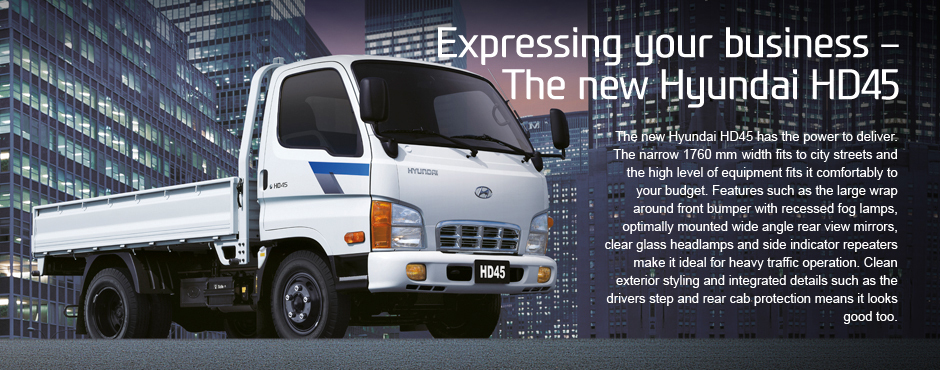 Expressing your business –
The new Hyundai HD45
The new Hyundai HD45 has the power to deliver.
The narrow 1760 mm width fits to city streets and
the high level of equipment fits it comfortably to
your budget. Features such as the large wrap
around front bumper with recessed fog lamps,
optimally mounted wide angle rear view mirrors,
clear glass headlamps and side indicator repeaters
make it ideal for heavy traffic operation. Clean
exterior styling and integrated details such as the
drivers step and rear cab protection means it looks
good too.
HYUNDAI
HD45
HD45